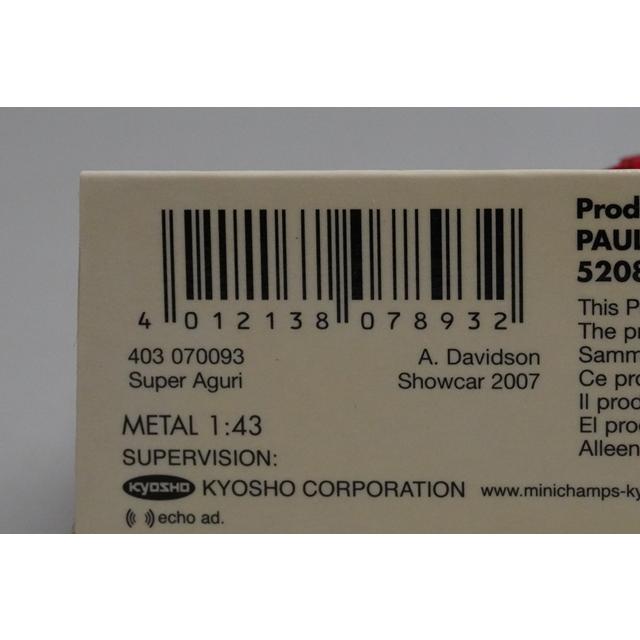 4 012138 078932
403 070093 A. Davidson
Super Aguri Showcar 2007
METAL 1:43
SUPERVISION:
KYOSHO KYOSHO CORPORATION www.minichamps-ky
echo ad.
Prod
PAUL
5208
This P
The pr
Samm
Ce pro
Il prod
El prod
Alleen